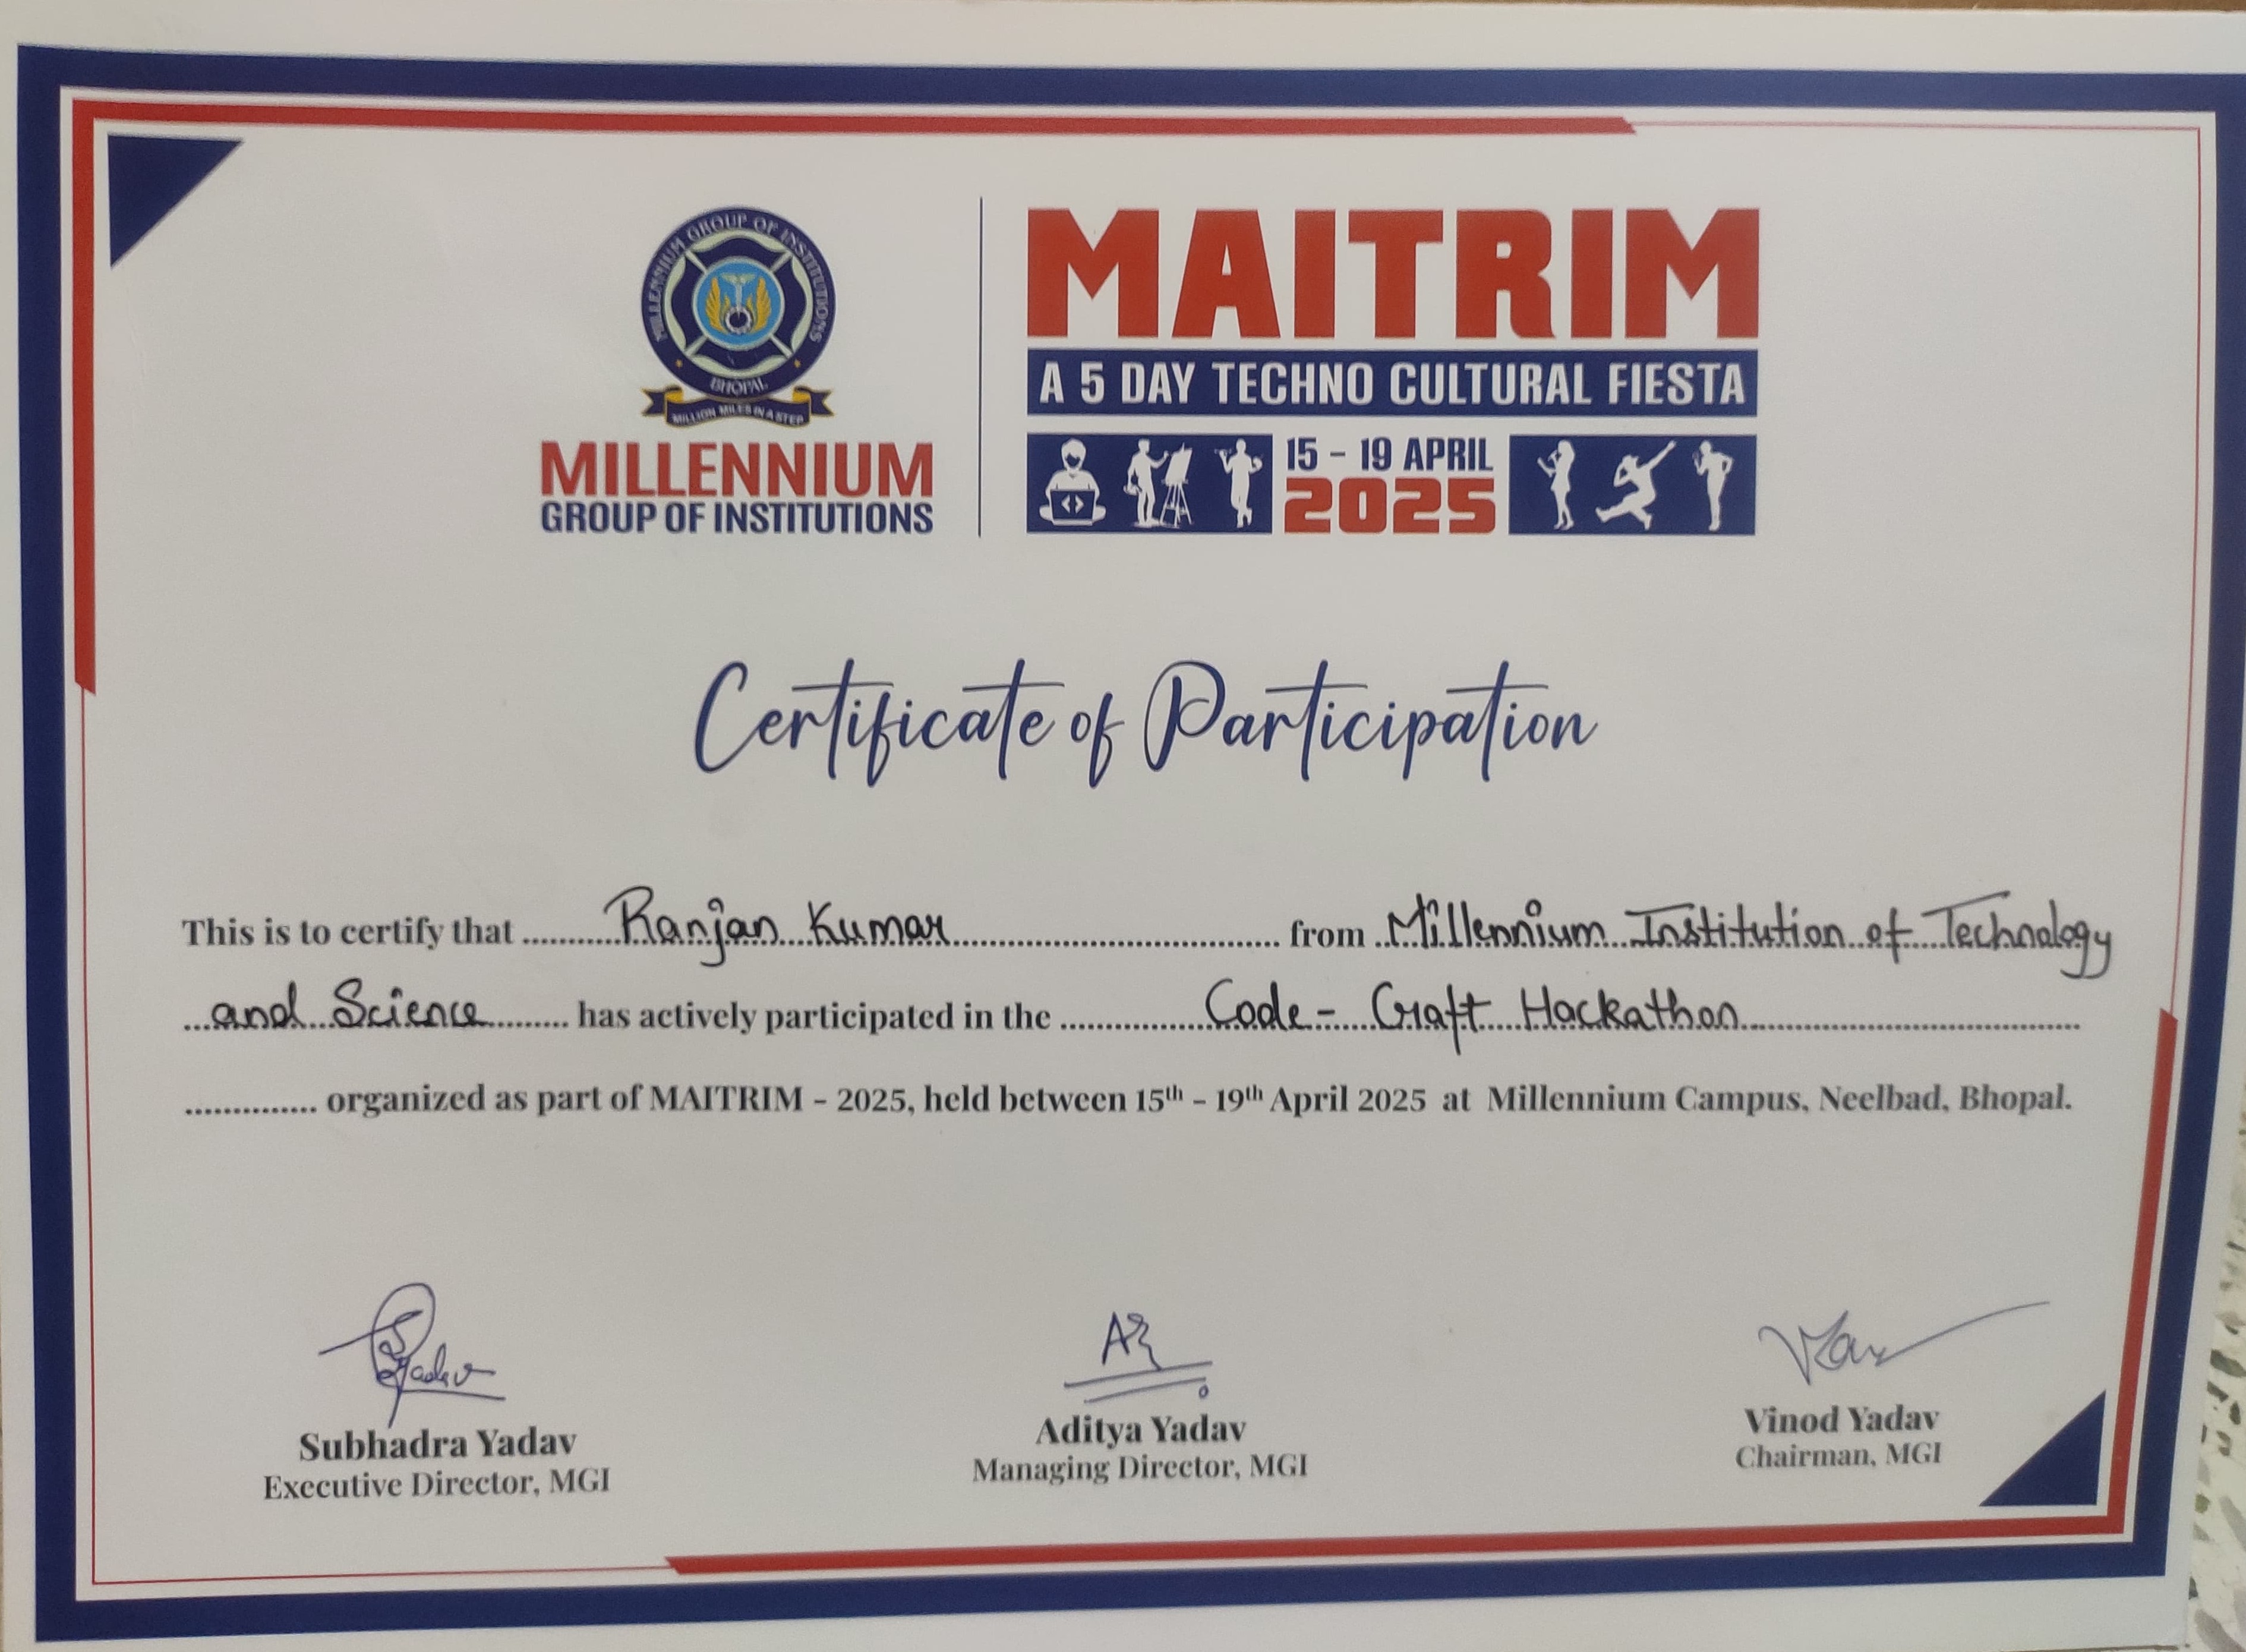 MILLENNIUM GROUP OF INSTITUTIONS
BHOPAL
MILLION MILES IN A STEP
MILLENNIUM
GROUP OF INSTITUTIONS
MAITRIM
A 5 DAY TECHNO CULTURAL FIESTA
15 - 19 APRIL
2025
Certificate of Participation
This is to certify that Ranjan Kumar from Millennium Institution of Technology
and Science has actively participated in the Code - Craft Hackathon
organized as part of MAITRIM - 2025, held between 15th - 19th April 2025 at Millennium Campus, Neelbad, Bhopal.
Subhadra Yadav
Executive Director, MGI
Aditya Yadav
Managing Director, MGI
Vinod Yadav
Chairman, MGI